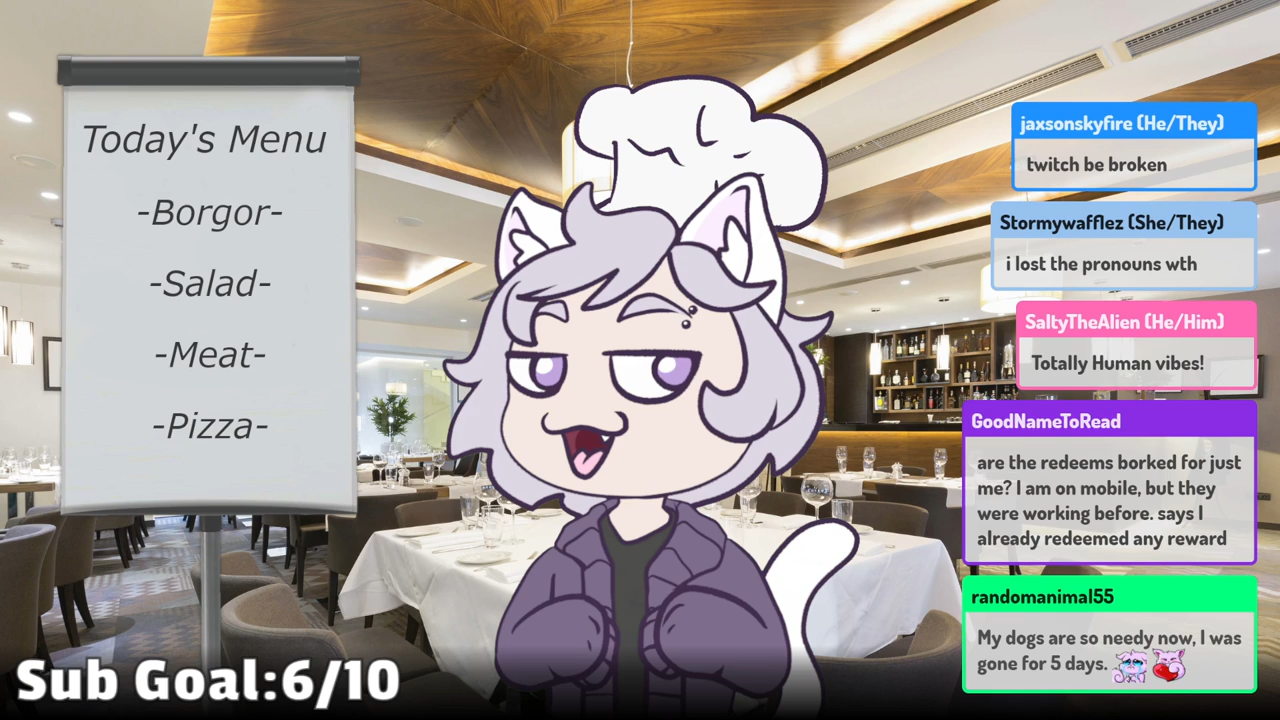 Today's Menu
-Borgor-
-Salad-
-Meat-
-Pizza-
Sub Goal:6/10
jaxsonskyfire (He/They)
twitch be broken
Stormywafflez (She/They)
i lost the pronouns wth
SaltyTheAlien (He/Him)
Totally Human vibes!
GoodNameToRead
are the redeems borked for just
me? I am on mobile, but they
were working before. says I
already redeemed any reward
randomanimal55
My dogs are so needy now, I was
gone for 5 days.